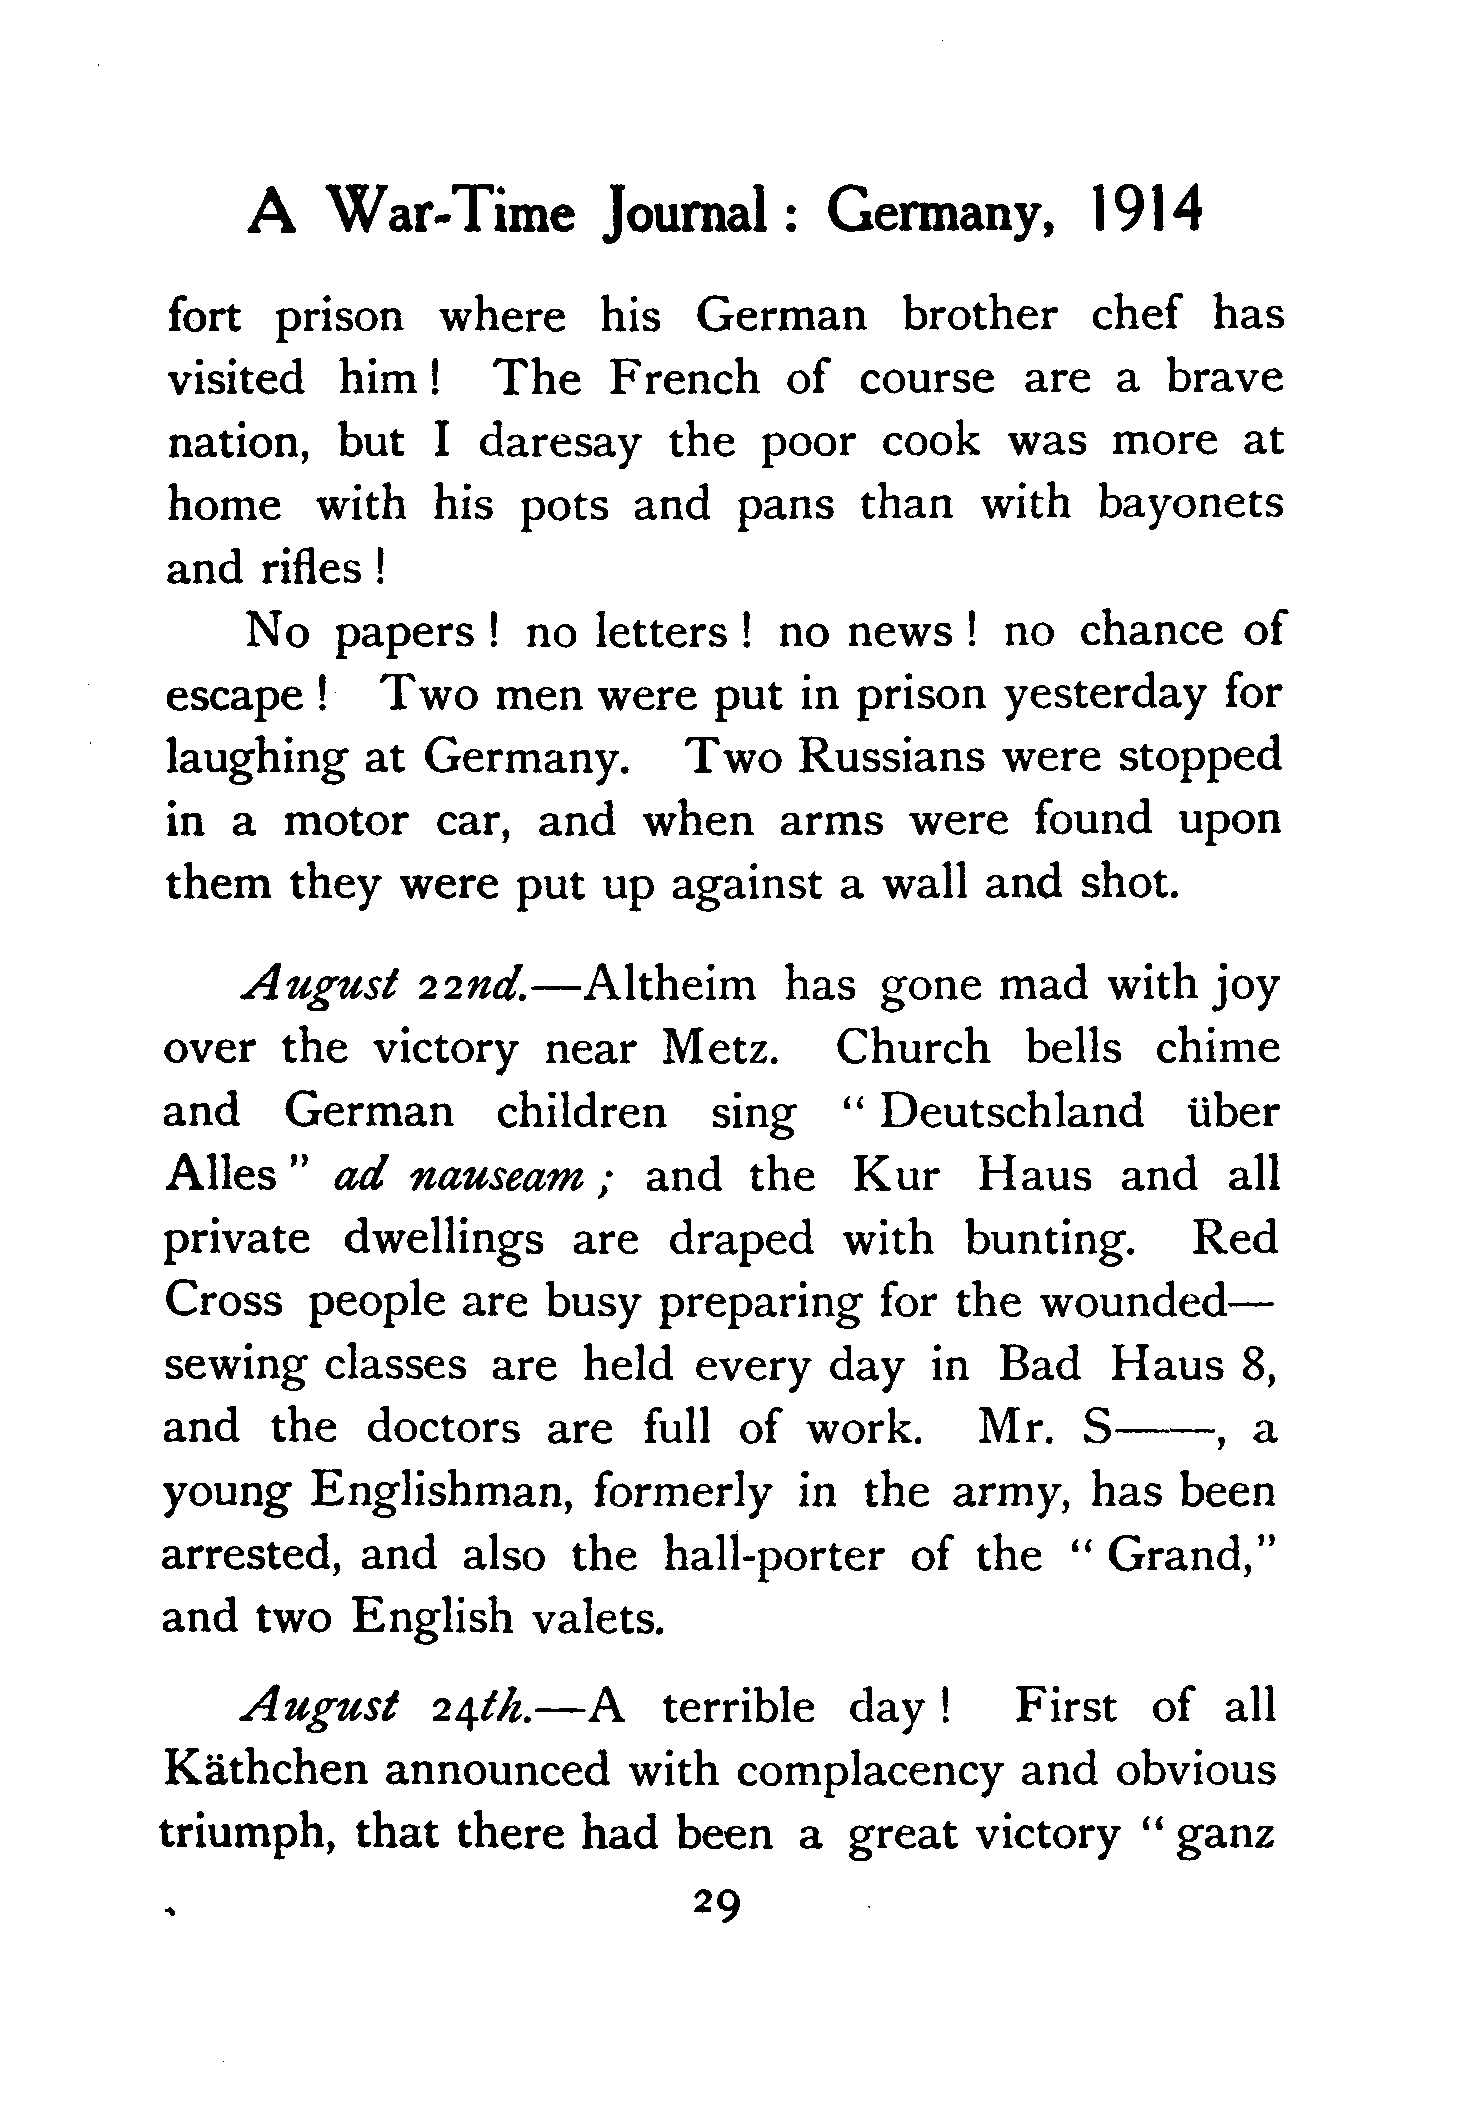 A War-Time Journal : Germany, 1914
fort prison where his German brother chef has
visited him ! The French of course are a brave
nation, but I daresay the poor cook was more at
home with his pots and pans than with bayonets
and rifles !
No papers ! no letters ! no news ! no chance of
escape ! Two men were put in prison yesterday for
laughing at Germany. Two Russians were stopped
in a motor car, and when arms were found upon
them they were put up against a wall and shot.
August 22nd.—Altheim has gone mad with joy
over the victory near Metz. Church bells chime
and German children sing “ Deutschland über
Alles ” ad nauseam ; and the Kur Haus and all
private dwellings are draped with bunting. Red
Cross people are busy preparing for the wounded—
sewing classes are held every day in Bad Haus 8,
and the doctors are full of work. Mr. S——, a
young Englishman, formerly in the army, has been
arrested, and also the hall-porter of the “ Grand,”
and two English valets.
August 24th.—A terrible day ! First of all
Käthchen announced with complacency and obvious
triumph, that there had been a great victory “ ganz
29